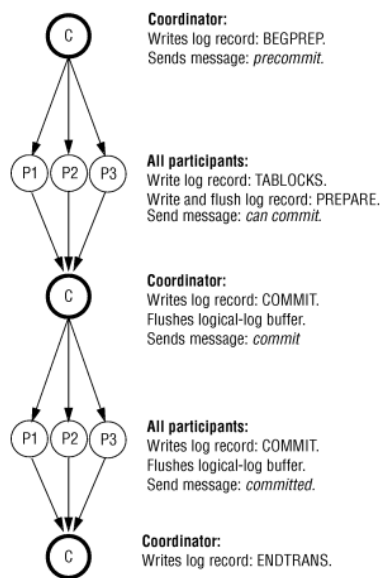 C
Coordinator:
Writes log record: BEGPREP.
Sends message: precommit.
P1 P2 P3
All participants:
Write log record: TABLOCKS.
Write and flush log record: PREPARE.
Send message: can commit.
C
Coordinator:
Writes log record: COMMIT.
Flushes logical-log buffer.
Sends message: commit
P1 P2 P3
All participants:
Writes log record: COMMIT.
Flushes logical-log buffer.
Send message: committed.
C
Coordinator:
Writes log record: ENDTRANS.